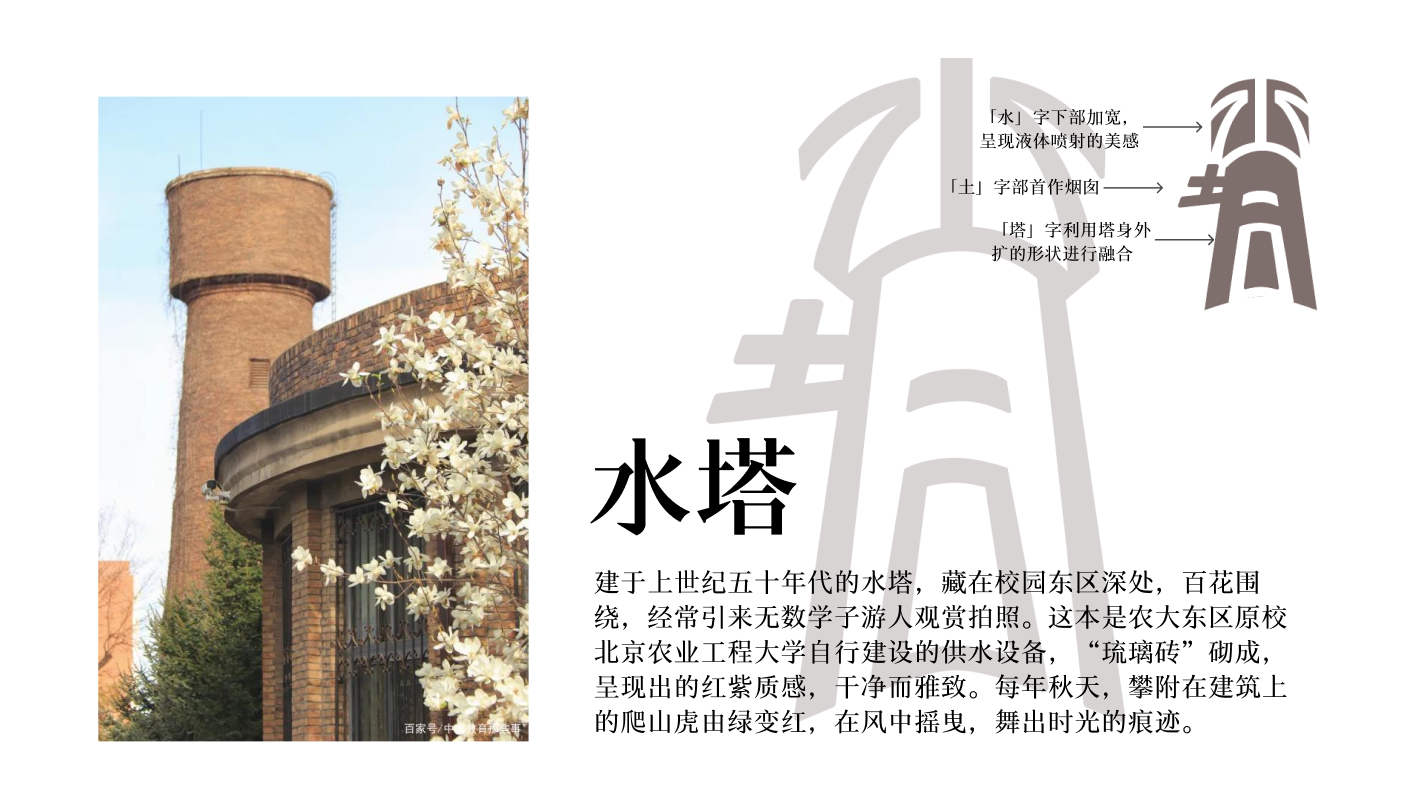 「水」字下部加宽，
呈现液体喷射的美感
「土」字部首作烟囱
「塔」字利用塔身外
扩的形状进行融合
水塔
建于上世纪五十年代的水塔，藏在校园东区深处，百花围
绕，经常引来无数学子游人观赏拍照。这本是农大东区原校
北京农业工程大学自行建设的供水设备，“琉璃砖”砌成，
呈现出的红紫质感，干净而雅致。每年秋天，攀附在建筑上
的爬山虎由绿变红，在风中摇曳，舞出时光的痕迹。
百家号/中